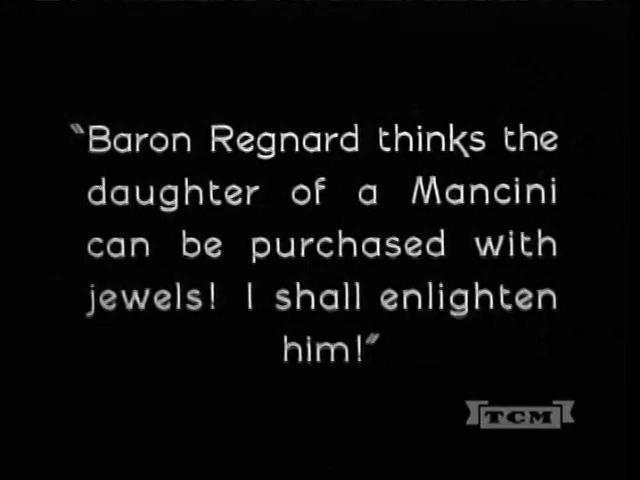 "Baron Regnard thinks the
daughter of a Mancini
can be purchased with
jewels! I shall enlighten
him!"
TCM